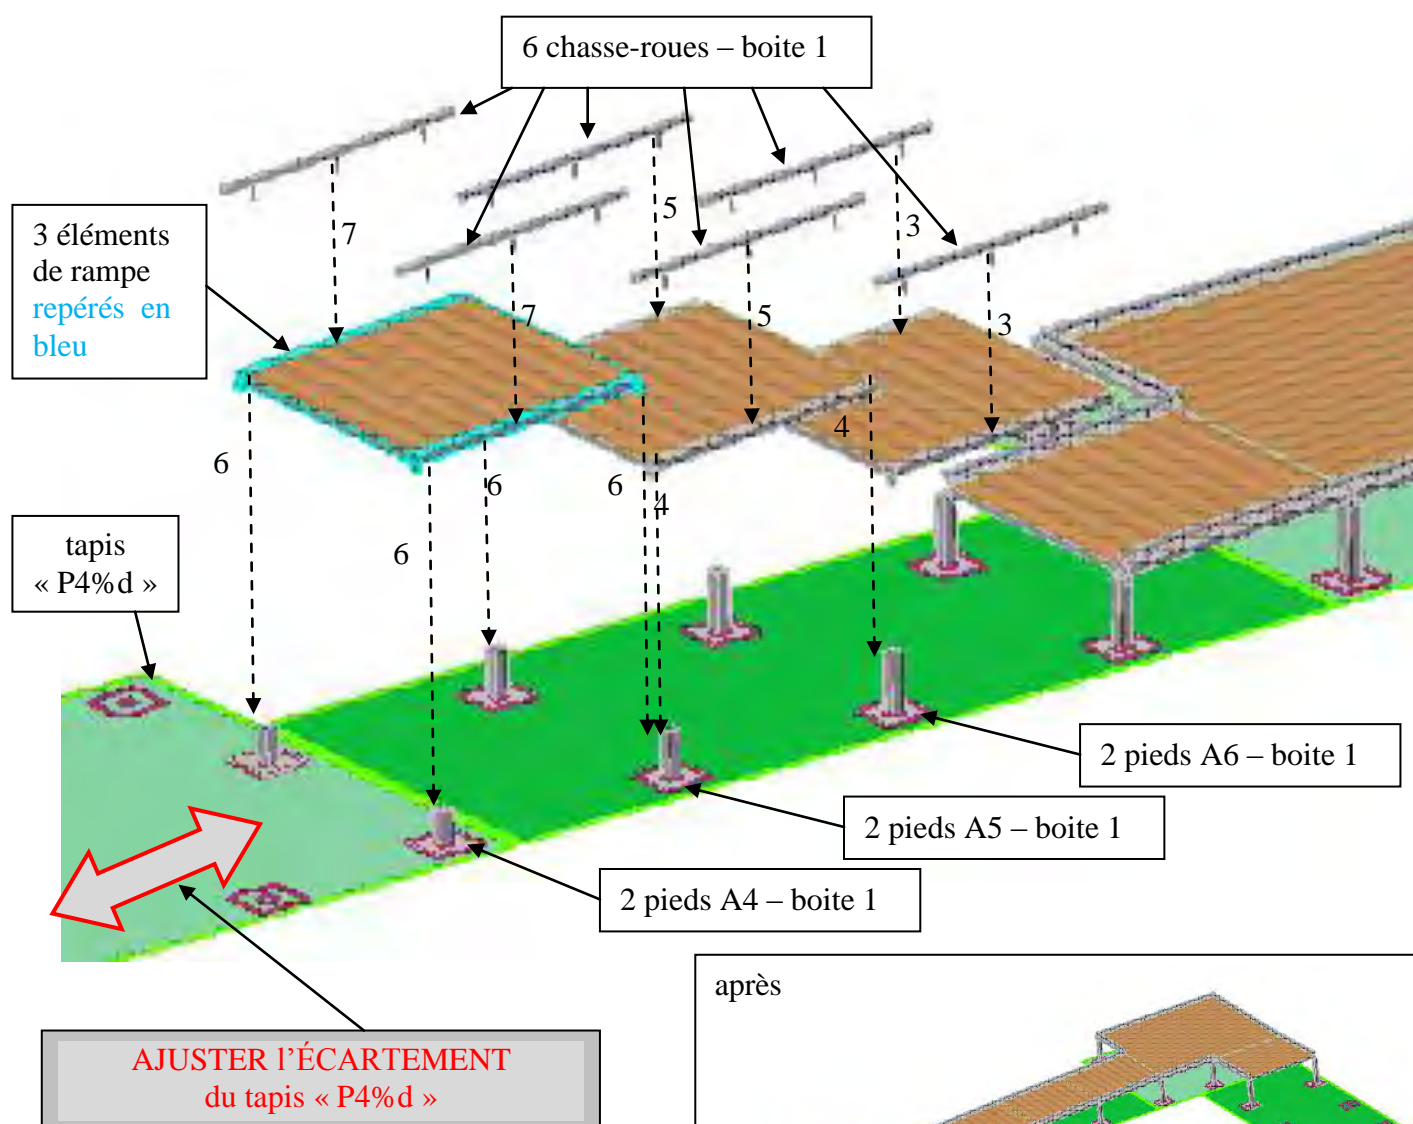 6 chasse-roues – boite 1
3 éléments
de rampe
repérés en
bleu
7
5
3
7
5
3
6
6
6
4
4
6
tapis
« P4%d »
2 pieds A6 – boite 1
2 pieds A5 – boite 1
2 pieds A4 – boite 1
après
AJUSTER l'ÉCARTEMENT
du tapis « P4%d »